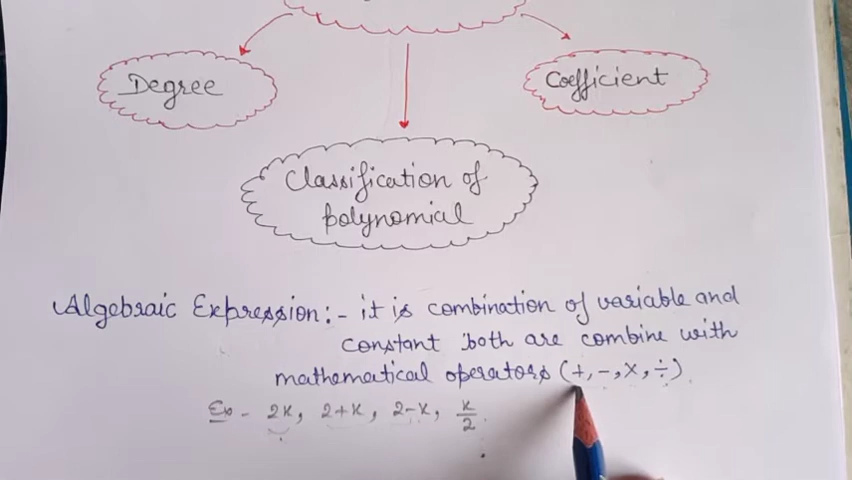 Degree
Coefficient
Classification of
polynomial
Algebraic Expression:- it is combination of variable and
constant both are combine with
mathematical operators (+, -, x, ÷)
Ex - 2x, 2+x, 2-x, x/2